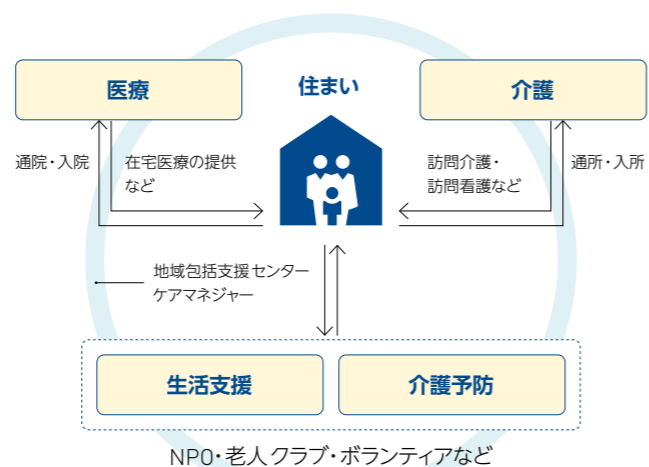 医療
住まい
介護
通院・入院
在宅医療の提供
など
訪問介護・
訪問看護など
通所・入所
地域包括支援センター
ケアマネジャー
生活支援
介護予防
NPO・老人クラブ・ボランティアなど